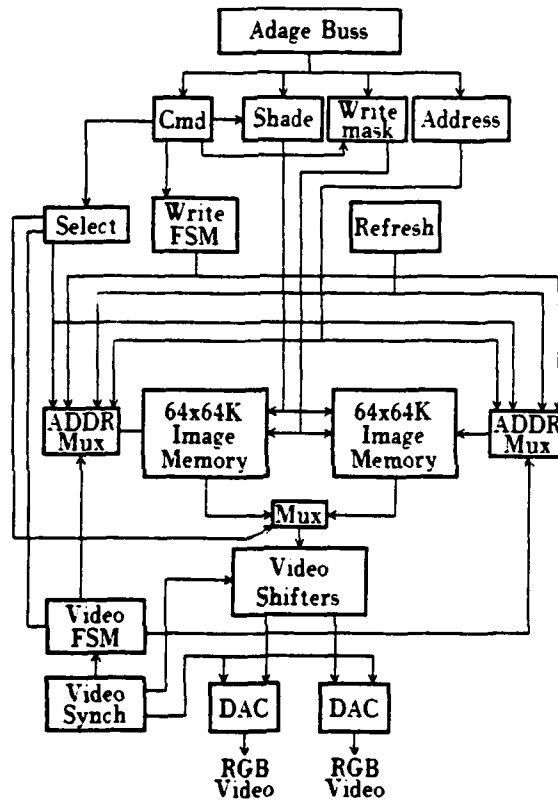 Adage Buss
Cmd
Shade
Write
mask
Address
Select
Write
FSM
Refresh
ADDR
Mux
64x64K
Image
Memory
64x64K
Image
Memory
ADDR
Mux
Mux
Video
Shifters
Video
FSM
Video
Synch
DAC
DAC
RGB
Video
RGB
Video